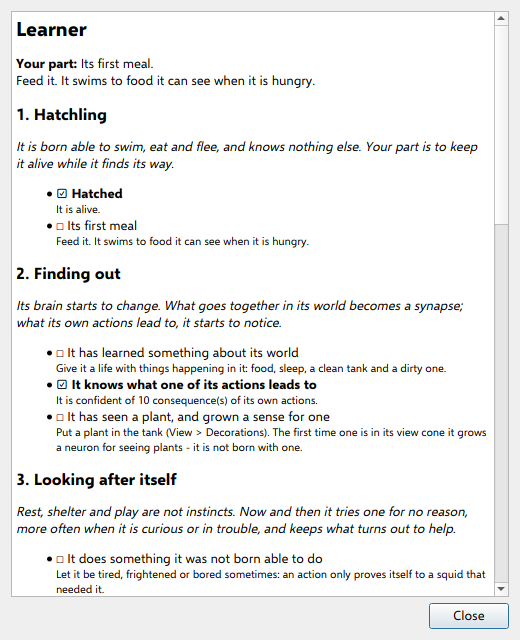 Learner
Your part: Its first meal.
Feed it. It swims to food it can see when it is hungry.
1. Hatchling
It is born able to swim, eat and flee, and knows nothing else. Your part is to keep
it alive while it finds its way.
• ☑ Hatched
It is alive.
• □ Its first meal
Feed it. It swims to food it can see when it is hungry.
2. Finding out
Its brain starts to change. What goes together in its world becomes a synapse;
what its own actions lead to, it starts to notice.
• □ It has learned something about its world
Give it a life with things happening in it: food, sleep, a clean tank and a dirty one.
• ☑ It knows what one of its actions leads to
It is confident of 10 consequence(s) of its own actions.
• □ It has seen a plant, and grown a sense for one
Put a plant in the tank (View > Decorations). The first time one is in its view cone it grows
a neuron for seeing plants - it is not born with one.
3. Looking after itself
Rest, shelter and play are not instincts. Now and then it tries one for no reason,
more often when it is curious or in trouble, and keeps what turns out to help.
• □ It does something it was not born able to do
Let it be tired, frightened or bored sometimes: an action only proves itself to a squid that
needed it.
Close